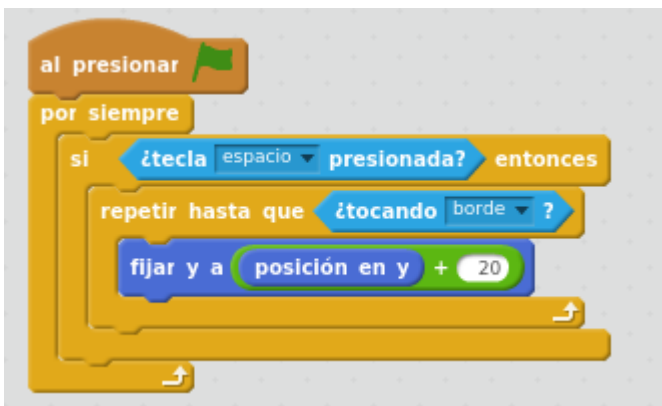 al presionar
por siempre
si ¿tecla espacio presionada? entonces
repetir hasta que ¿tocando borde ?
fijar y a posición en y + 20